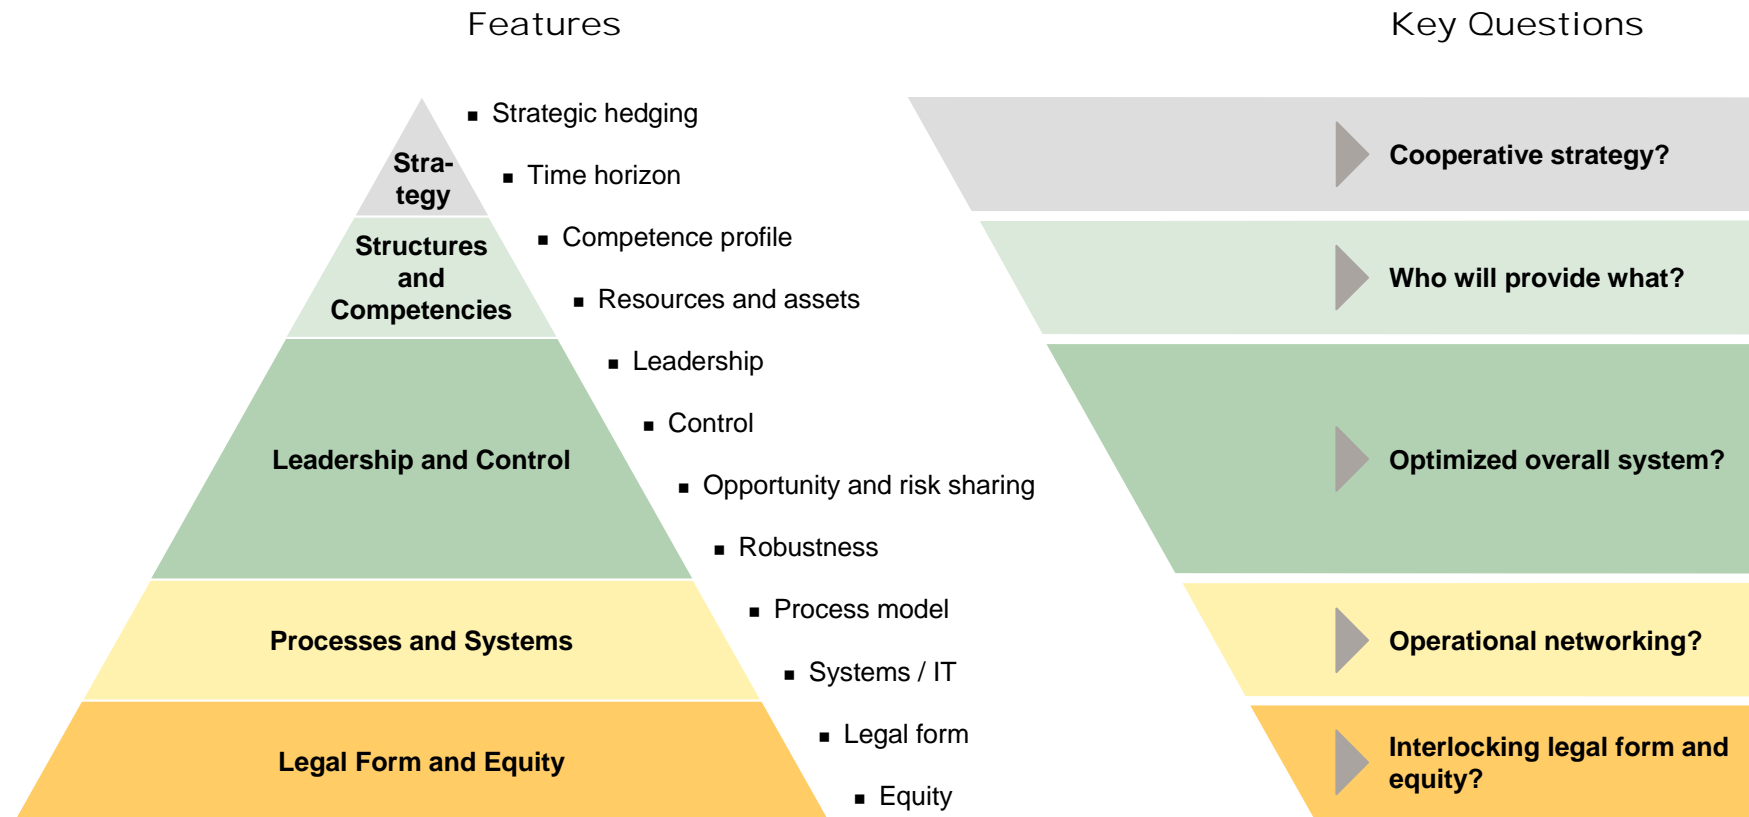 Features
Key Questions
Stra-
tegy
Structures
and
Competencies
Leadership and Control
Processes and Systems
Legal Form and Equity
▪ Strategic hedging
▪ Time horizon
▪ Competence profile
▪ Resources and assets
▪ Leadership
▪ Control
▪ Opportunity and risk sharing
▪ Robustness
▪ Process model
▪ Systems / IT
▪ Legal form
▪ Equity
Cooperative strategy?
Who will provide what?
Optimized overall system?
Operational networking?
Interlocking legal form and
equity?